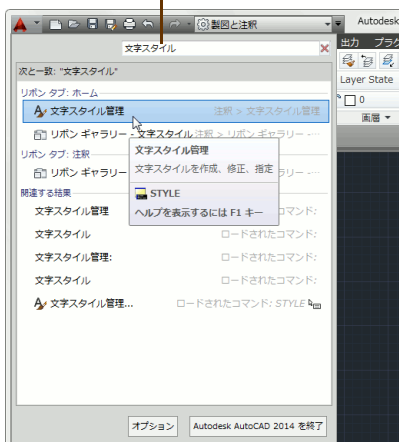 製図と注釈
Autodesk
文字スタイル
出力 プラグ
次と一致: "文字スタイル"
Layer State
リボン タブ: ホーム
0
文字スタイル管理 注釈 > 文字スタイル管理
画層
リボン ギャラリー - 文字スタイル 注釈 > リボン ギャラリー -…
リボン タブ: 注釈
文字スタイル管理
リボン ギャラリー
文字スタイルを作成、修正、指定
関連する結果
STYLE
文字スタイル管理 コマンド:
ヘルプを表示するには F1 キー
文字スタイル ロードされたコマンド:
文字スタイル管理: ロードされたコマンド:
文字スタイル ロードされたコマンド:
文字スタイル管理... ロードされたコマンド: STYLE
オプション Autodesk AutoCAD 2014 を終了